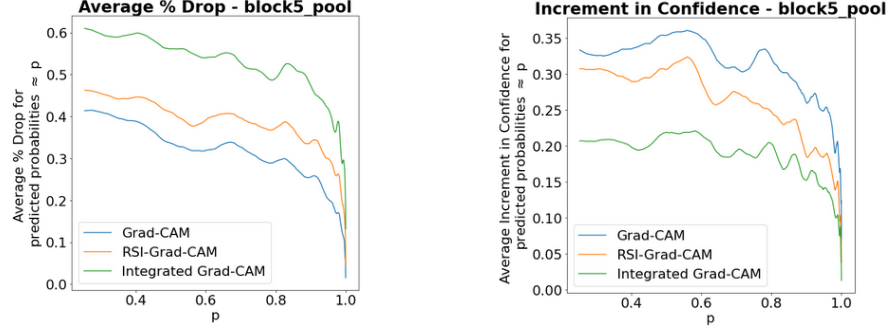 Average % Drop - block5_pool
Average % Drop for
predicted probabilities ≈ p
0.6
0.5
0.4
0.3
0.2
0.1
0.0
Grad-CAM
RSI-Grad-CAM
Integrated Grad-CAM
0.4 0.6 0.8 1.0
p
Increment in Confidence - block5_pool
Average Increment in Confidence for
predicted probabilities ≈ p
0.35
0.30
0.25
0.20
0.15
0.10
0.05
0.00
Grad-CAM
RSI-Grad-CAM
Integrated Grad-CAM
0.4 0.6 0.8 1.0
p